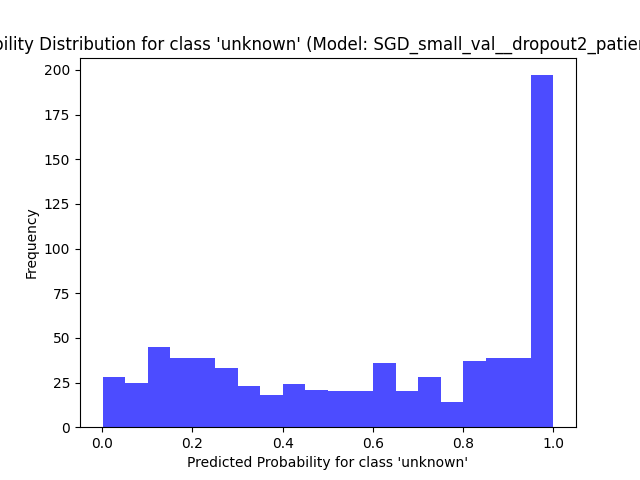 bility Distribution for class 'unknown' (Model: SGD_small_val__dropout2_patie
200
175
150
125
100
75
50
25
0
Frequency
0.0 0.2 0.4 0.6 0.8 1.0
Predicted Probability for class 'unknown'